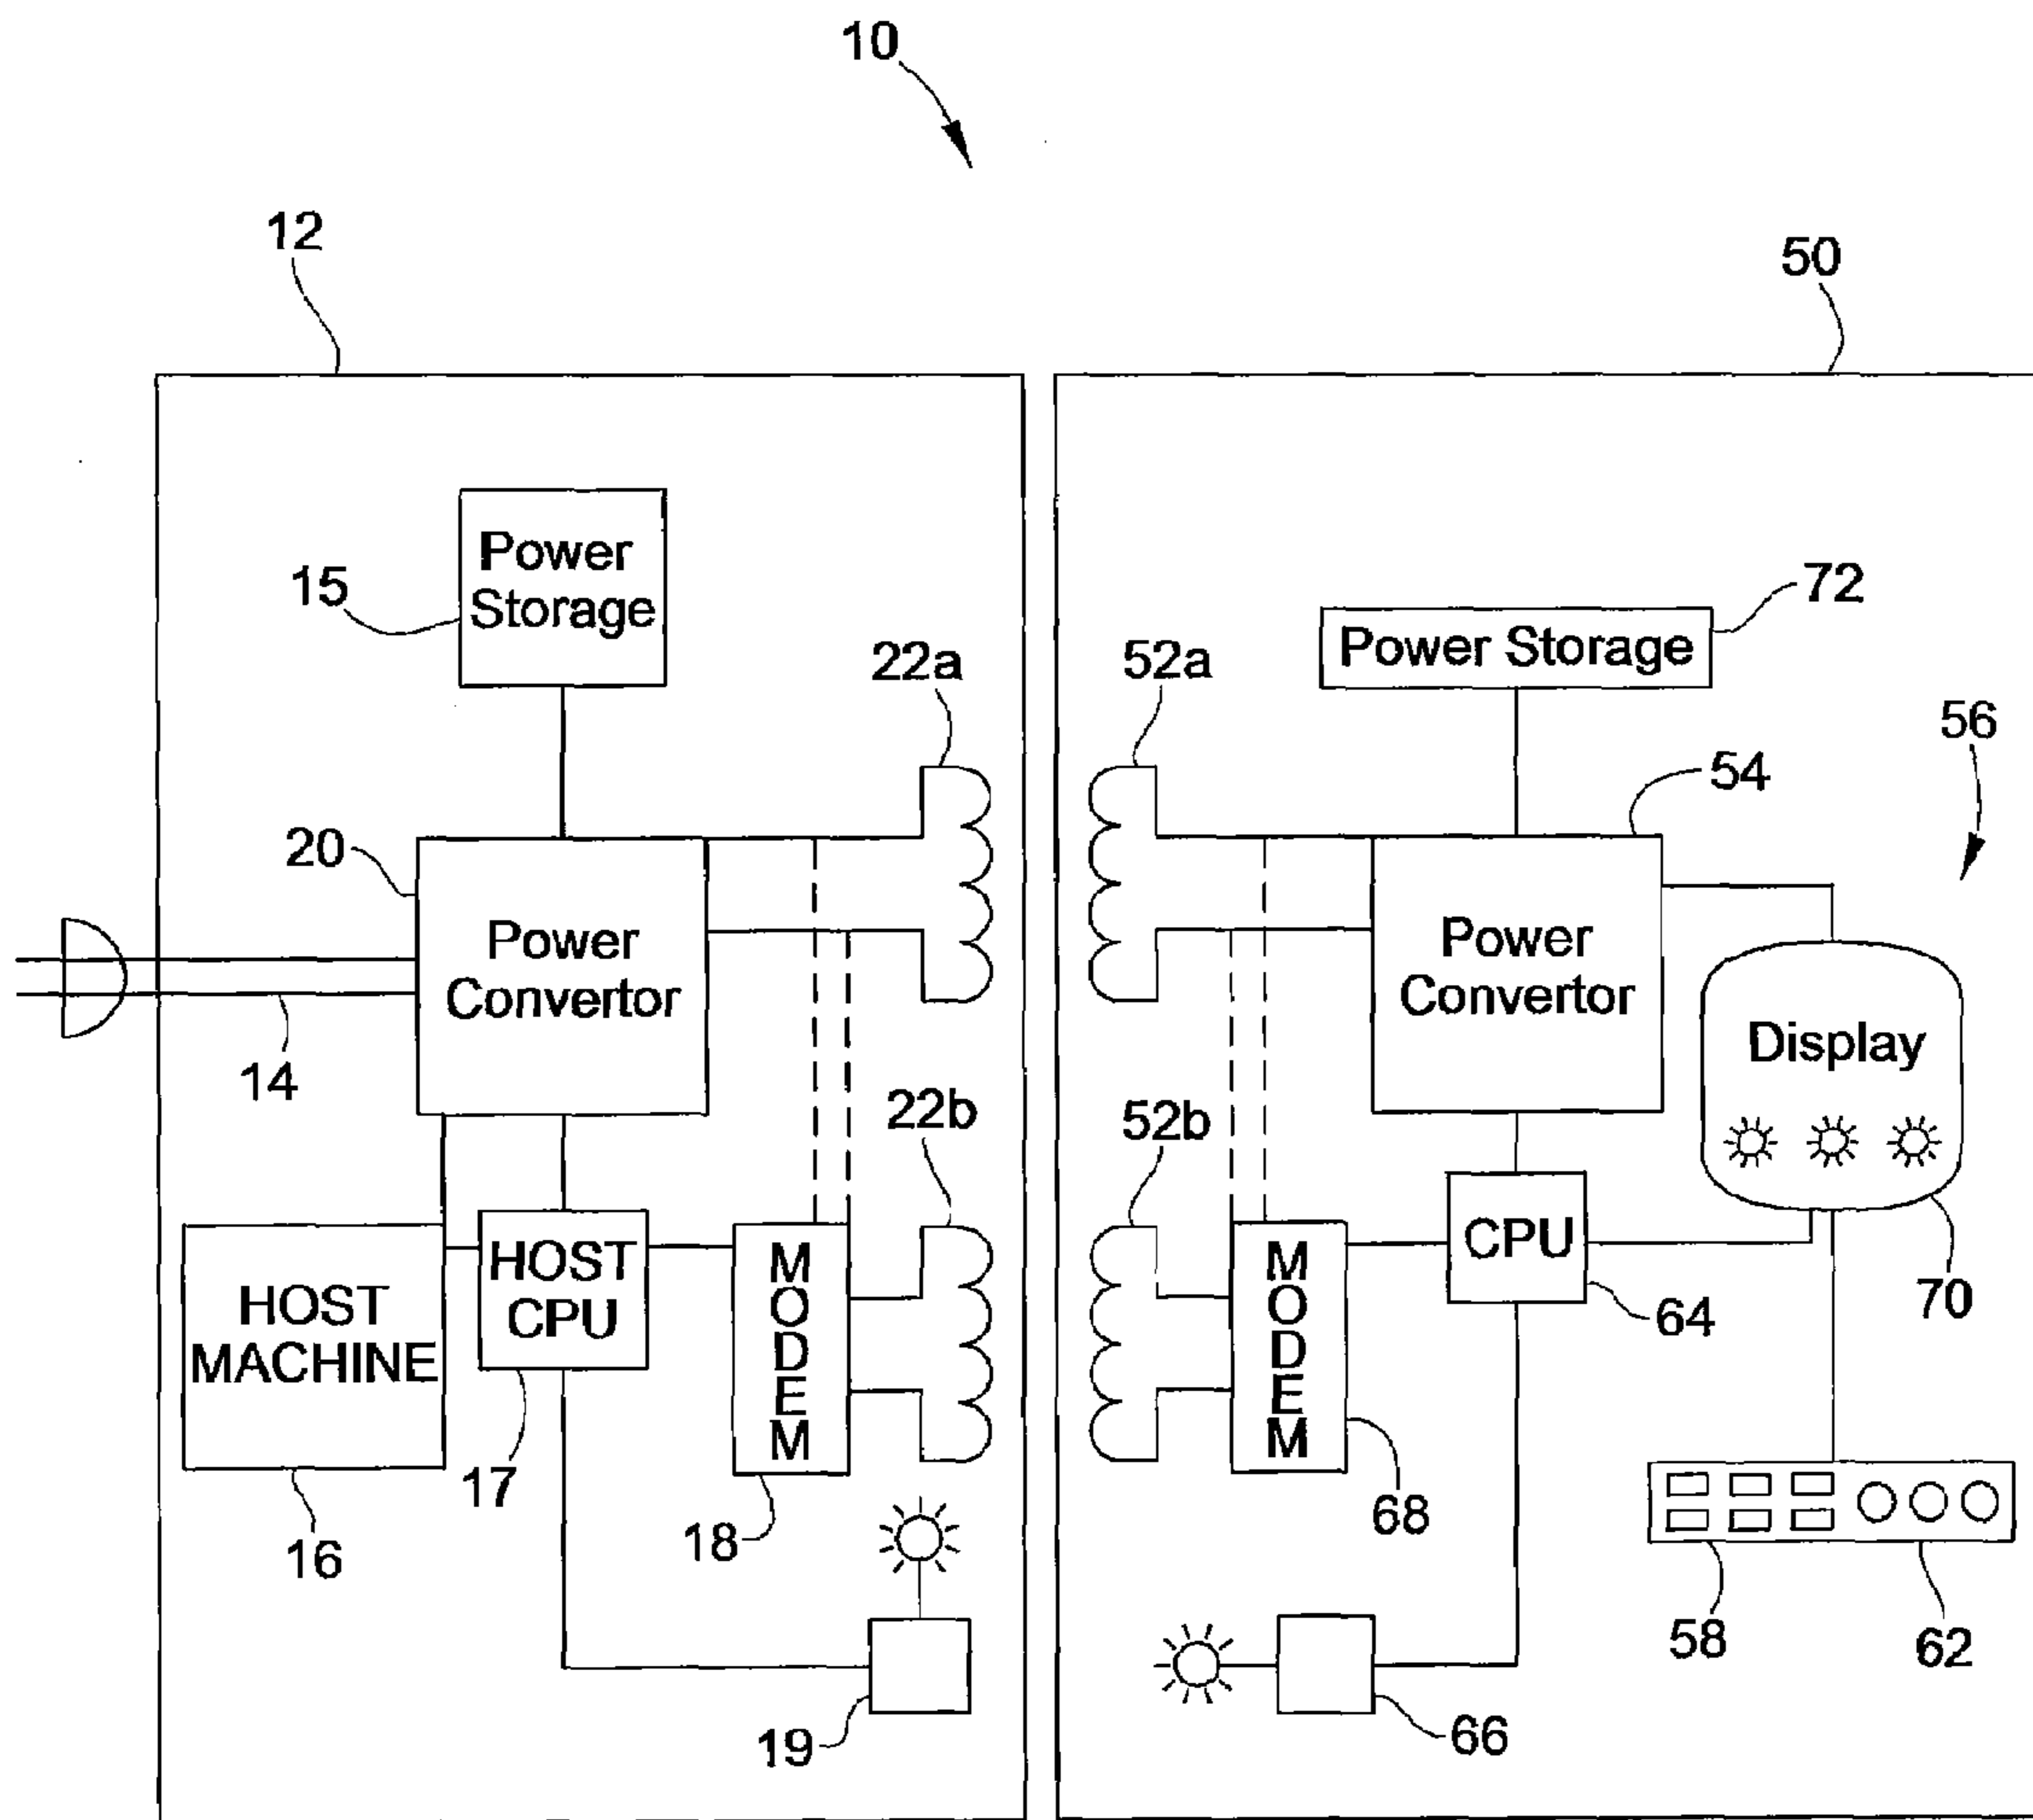 10
12
50
Power
Storage
15
72
Power Storage
22a
52a
56
54
20
Power
Convertor
Power
Convertor
Display
14
22b
52b
HOST
CPU
MODEM
MODEM
CPU
HOST
MACHINE
70
64
17
18
68
16
58
62
19
66